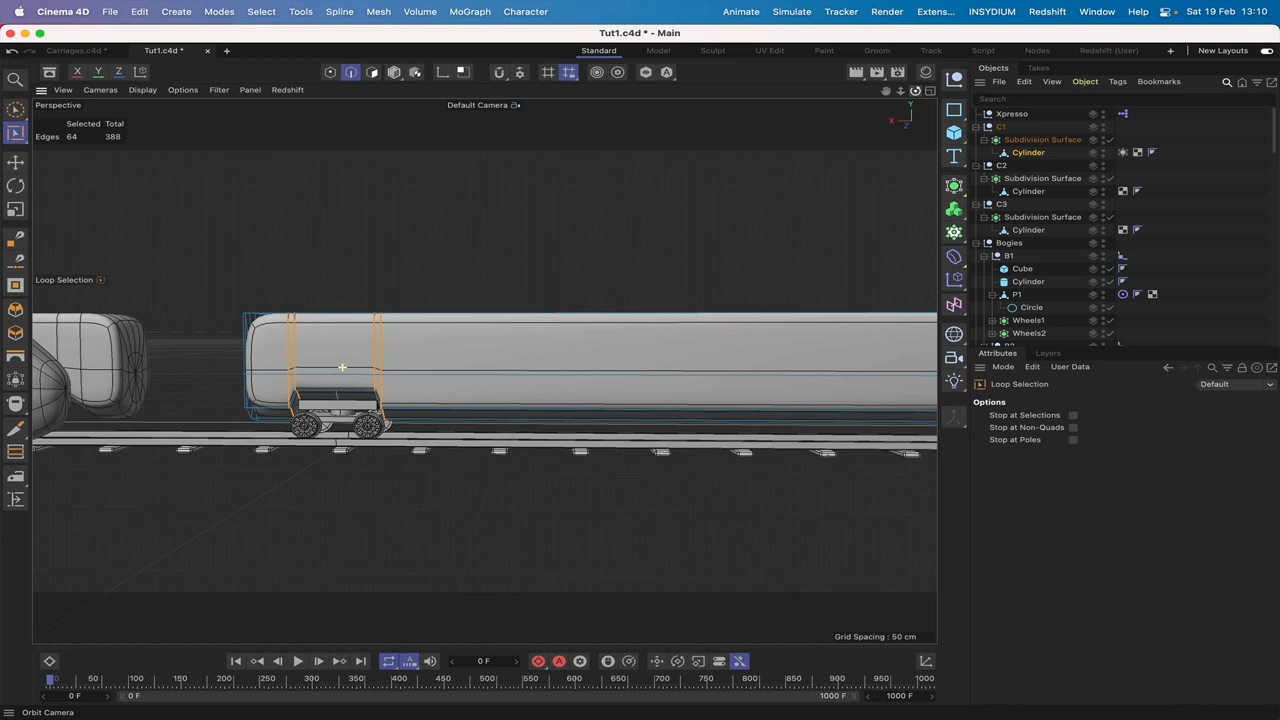 Cinema 4D File Edit Create Modes Select Tools Spline Mesh Volume MoGraph Character Animate Simulate Tracker Render Extens... INSYDIUM Redshift Window Help Sat 19 Feb 13:10
Tut1.c4d * - Main
Carriages.c4d * Tut1.c4d * Standard Model Sculpt UV Edit Paint Groom Track Script Nodes Redshift (User) New Layouts
X Y Z
View Cameras Display Options Filter Panel Redshift
Perspective Default Camera
Y
X
Z
Selected Total
Edges 64 388
Loop Selection
Grid Spacing : 50 cm
Objects Takes
File Edit View Object Tags Bookmarks
Search
Xpresso
C1
Subdivision Surface
Cylinder
C2
Subdivision Surface
Cylinder
C3
Subdivision Surface
Cylinder
Bogies
B1
Cube
Cylinder
P1
Circle
Wheels1
Wheels2
Attributes Layers
Mode Edit User Data
Loop Selection Default
Options
Stop at Selections
Stop at Non-Quads
Stop at Poles
0 F
0 50 100 150 200 250 300 350 400 450 500 550 600 650 700 750 800 850 900 950 1000
0 F 0 F 1000 F 1000 F
Orbit Camera